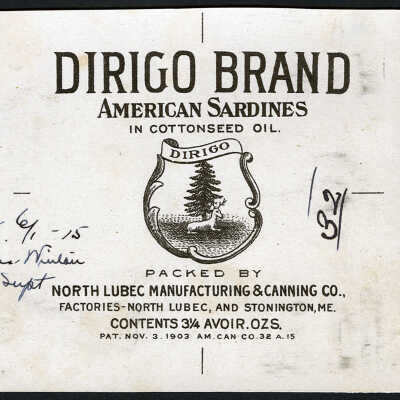 DIRIGO BRAND
AMERICAN SARDINES
IN COTTONSEED OIL.
DIRIGO
32
6/1-15
Supt
PACKED BY
NORTH LUBEC MANUFACTURING & CANNING CO.,
FACTORIES-NORTH LUBEC, AND STONINGTON, ME.
CONTENTS 3¼ AVOIR. OZS.
PAT. NOV. 3. 1903 AM. CAN CO. 32 A. 15